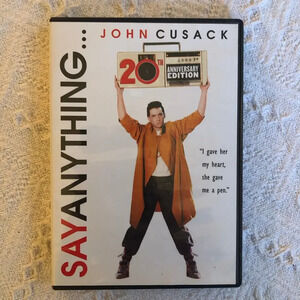 JOHN CUSACK
20TH
ANNIVERSARY
EDITION
SAY ANYTHING...
"I gave her
my heart,
she gave
me a pen."